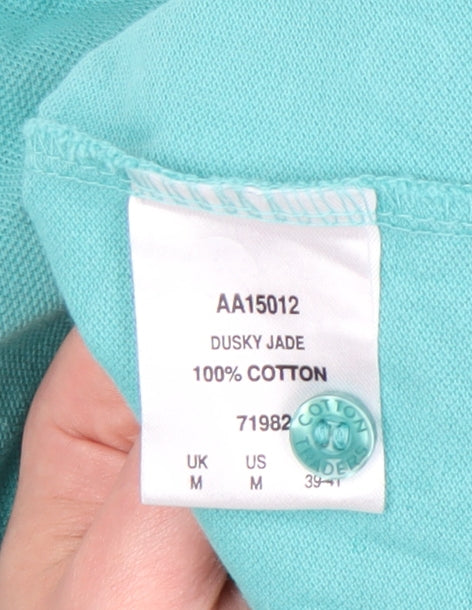 AA15012
DUSKY JADE
100% COTTON
71982
UK US
M M 39-41
COTTON
TRADERS